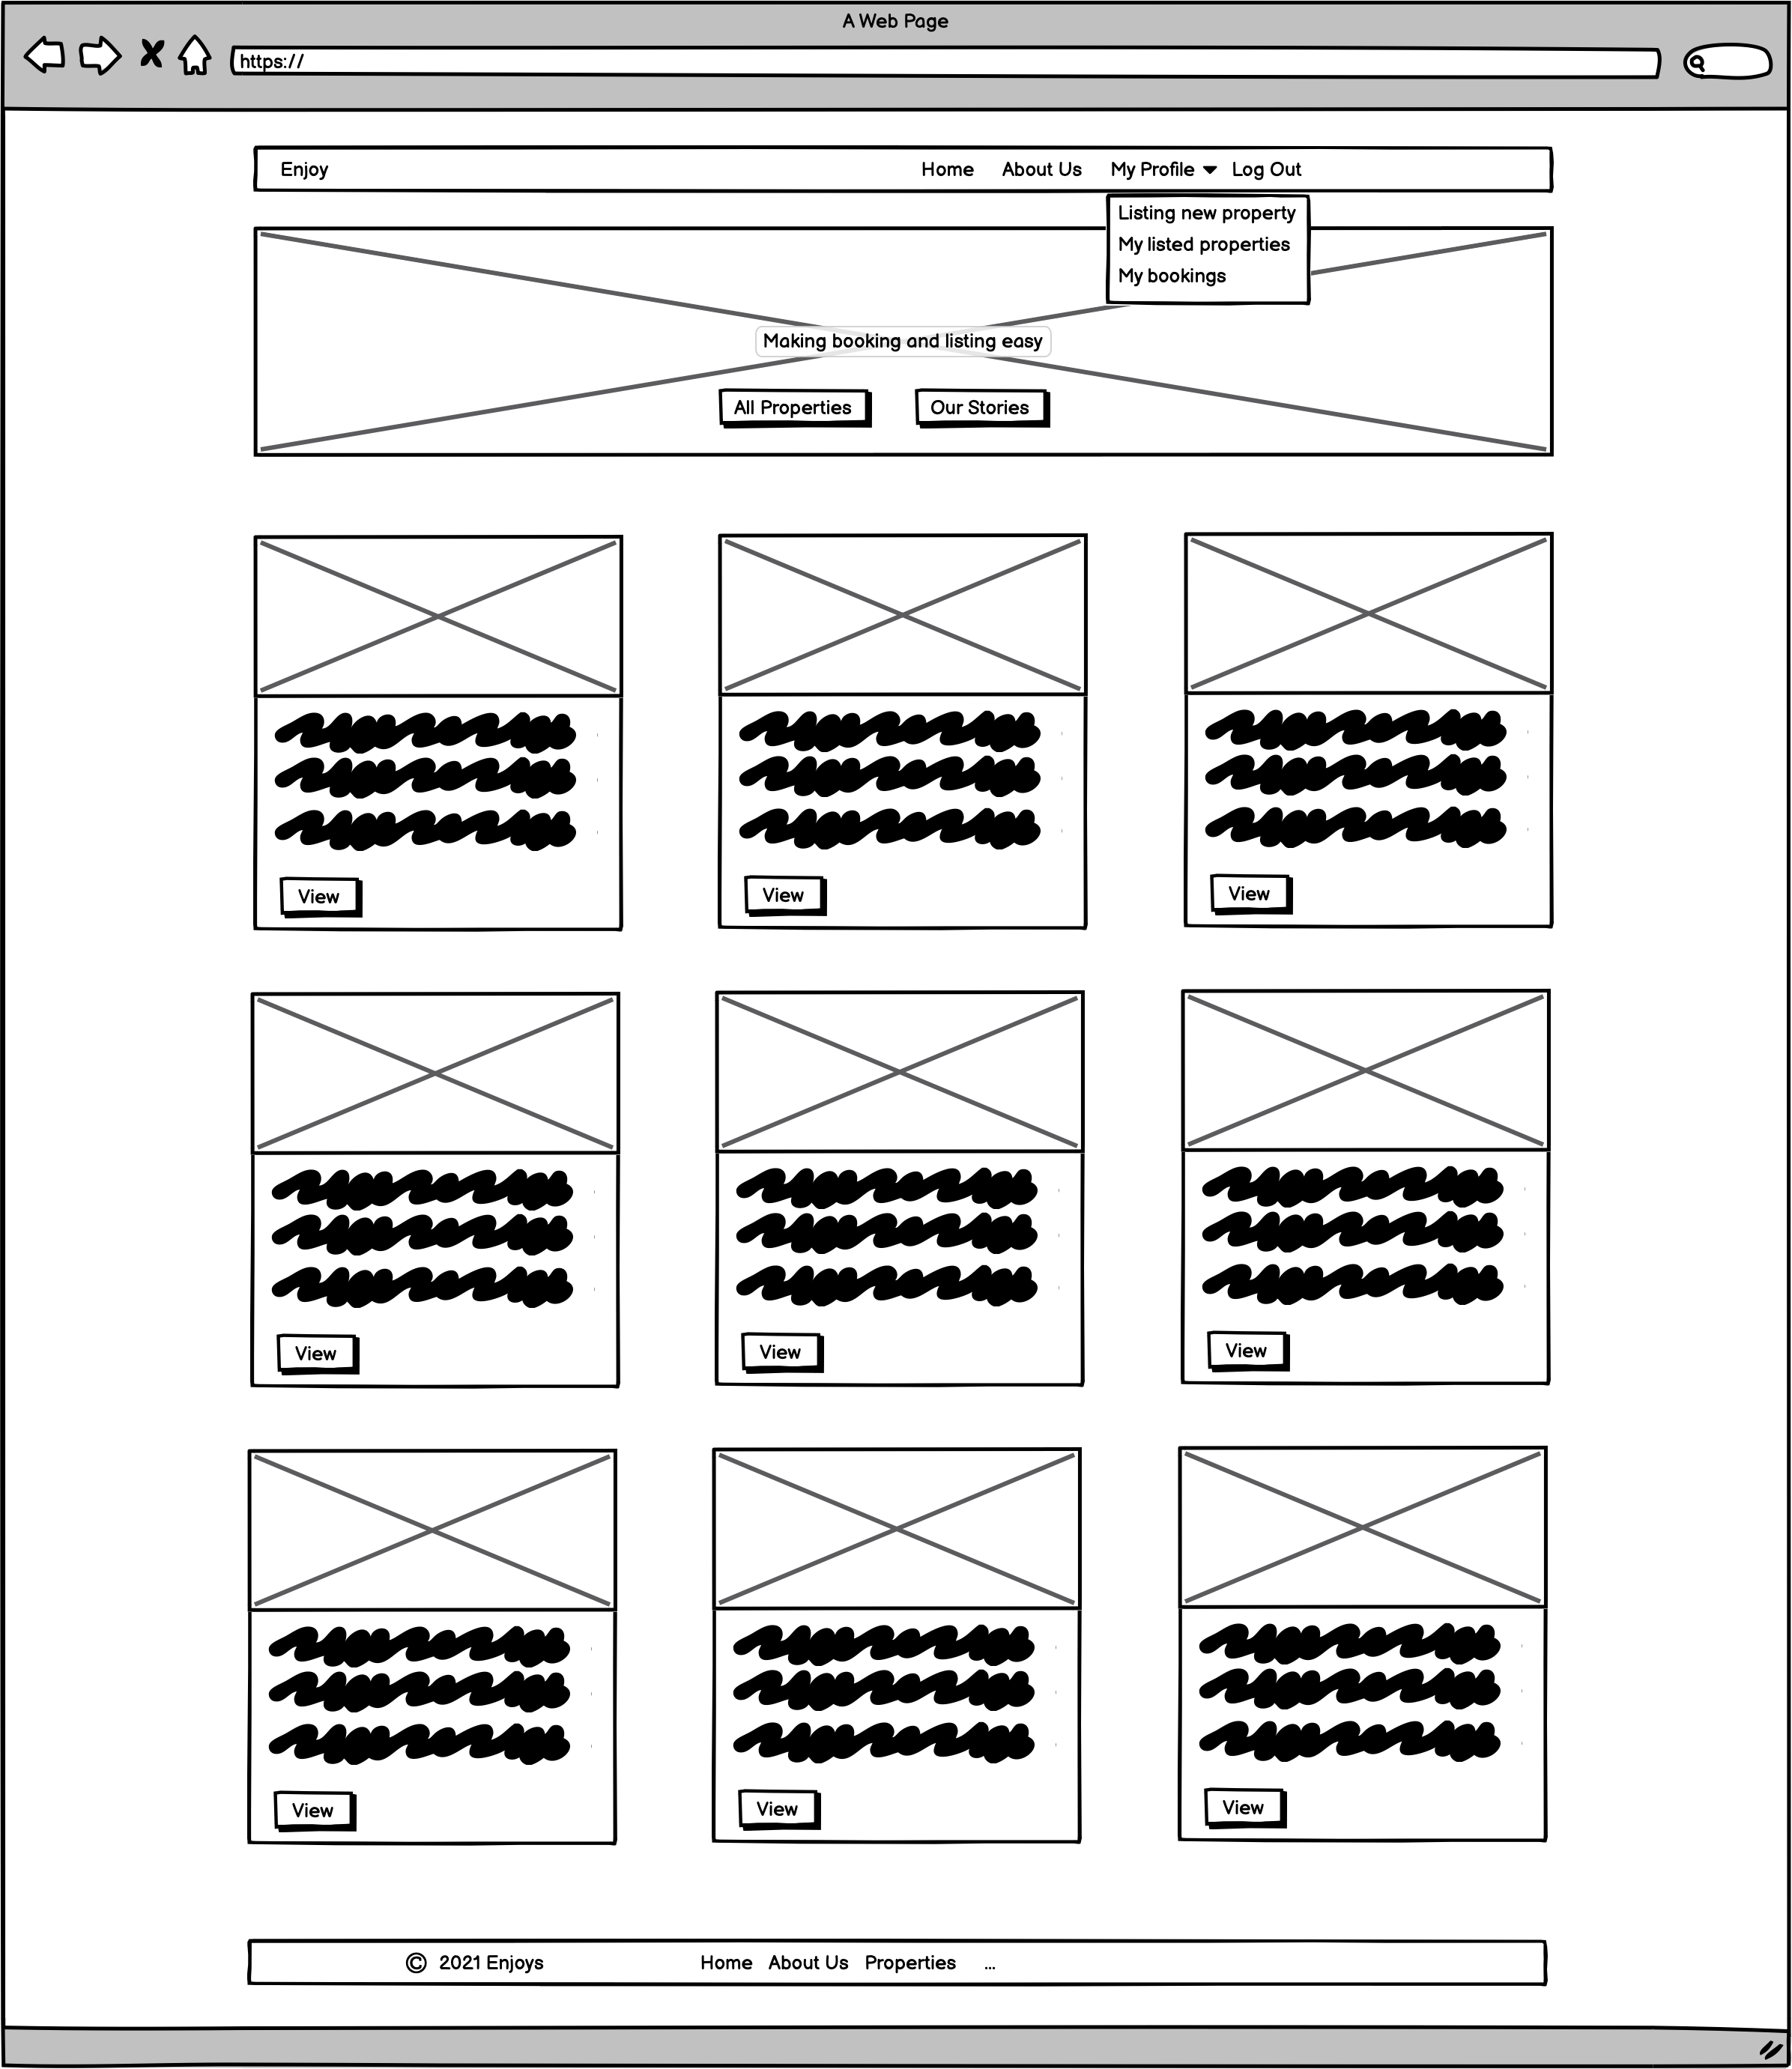 A Web Page
https://
Enjoy Home About Us My Profile Log Out
Listing new property
My listed properties
My bookings
Making booking and listing easy
All Properties Our Stories
View View View
View View View
View View View
© 2021 Enjoys Home About Us Properties ...